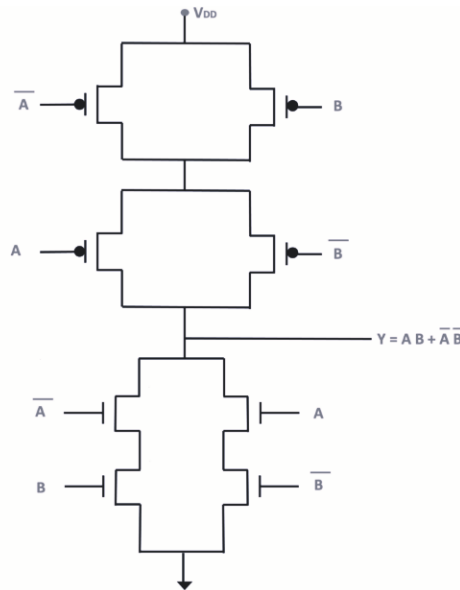 VDD
A̅ B
A B̅
Y = A B + A̅ B̅
A̅ A
B B̅